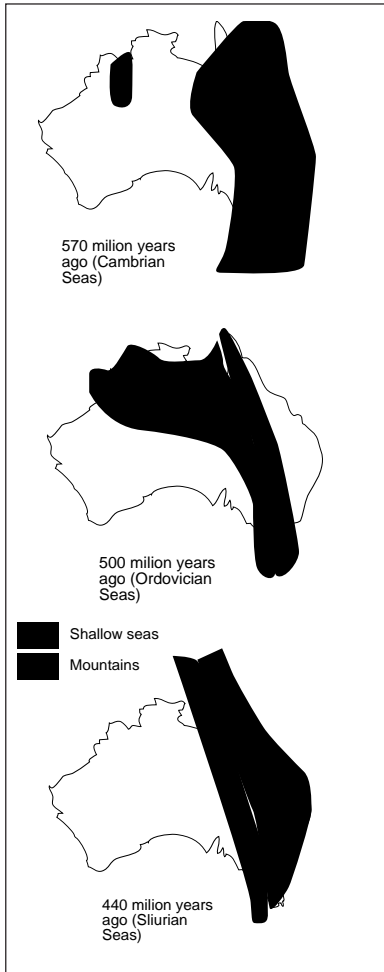 570 milion years
ago (Cambrian
Seas)
500 milion years
ago (Ordovician
Seas)
Shallow seas
Mountains
440 milion years
ago (Sliurian
Seas)